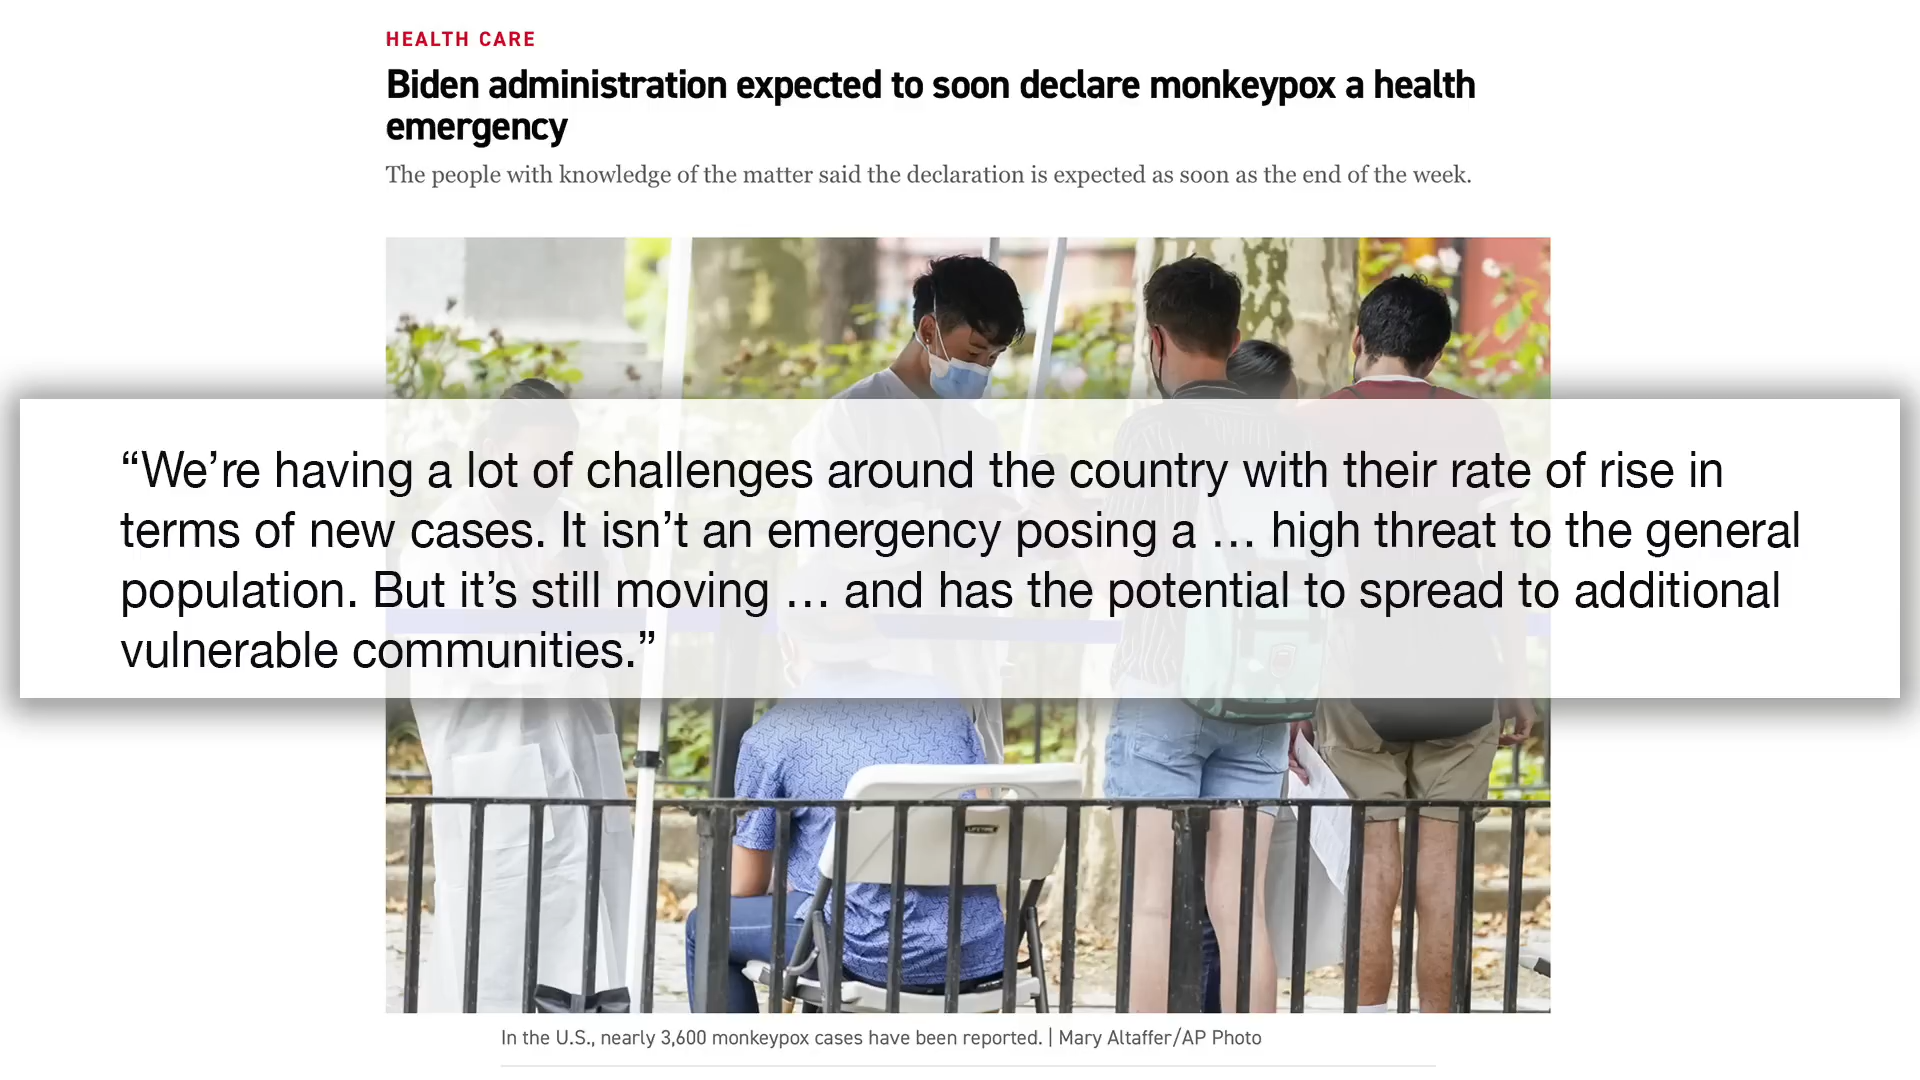 HEALTH CARE
Biden administration expected to soon declare monkeypox a health
emergency
The people with knowledge of the matter said the declaration is expected as soon as the end of the week.
“We’re having a lot of challenges around the country with their rate of rise in
terms of new cases. It isn’t an emergency posing a … high threat to the general
population. But it’s still moving … and has the potential to spread to additional
vulnerable communities.”
LIFETIME
In the U.S., nearly 3,600 monkeypox cases have been reported. | Mary Altaffer/AP Photo